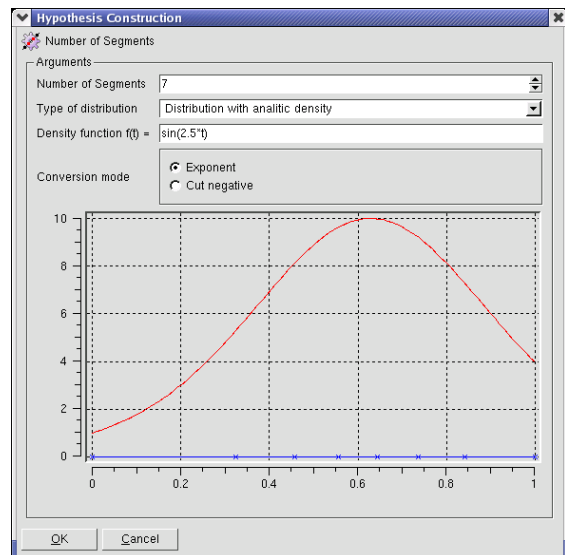 Hypothesis Construction
Number of Segments
Arguments
Number of Segments 7
Type of distribution Distribution with analitic density
Density function f(t) = sin(2.5*t)
Conversion mode
Exponent
Cut negative
10
8
6
4
2
0
0 0.2 0.4 0.6 0.8 1
OK Cancel